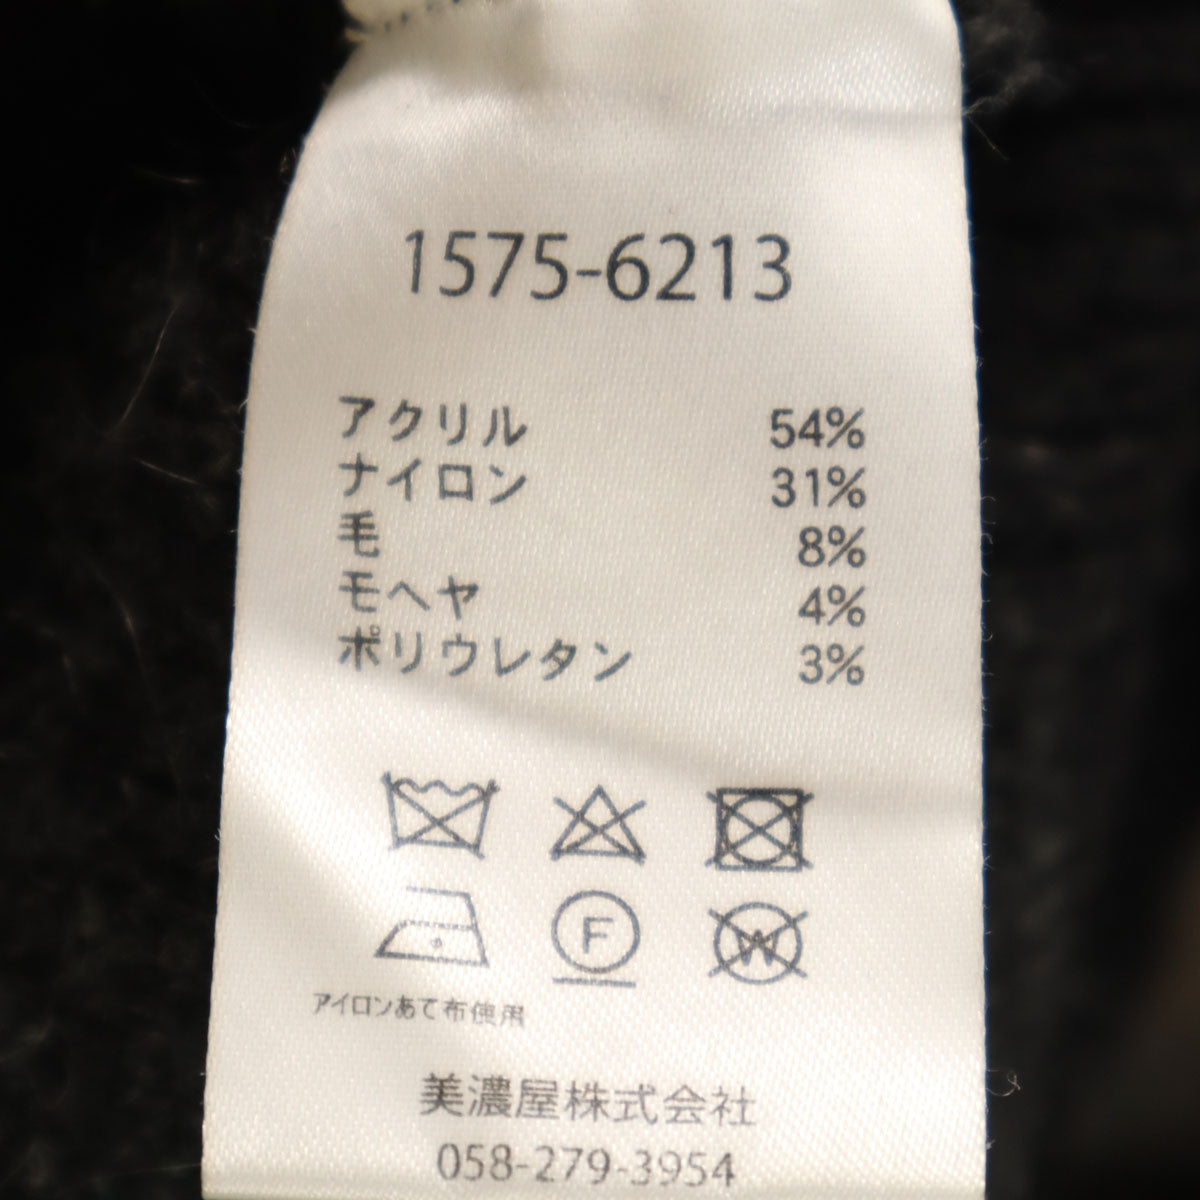 1575-6213
アクリル 54%
ナイロン 31%
毛 8%
モヘヤ 4%
ポリウレタン 3%
F W
アイロンあて布使用
美濃屋株式会社
058-279-3954